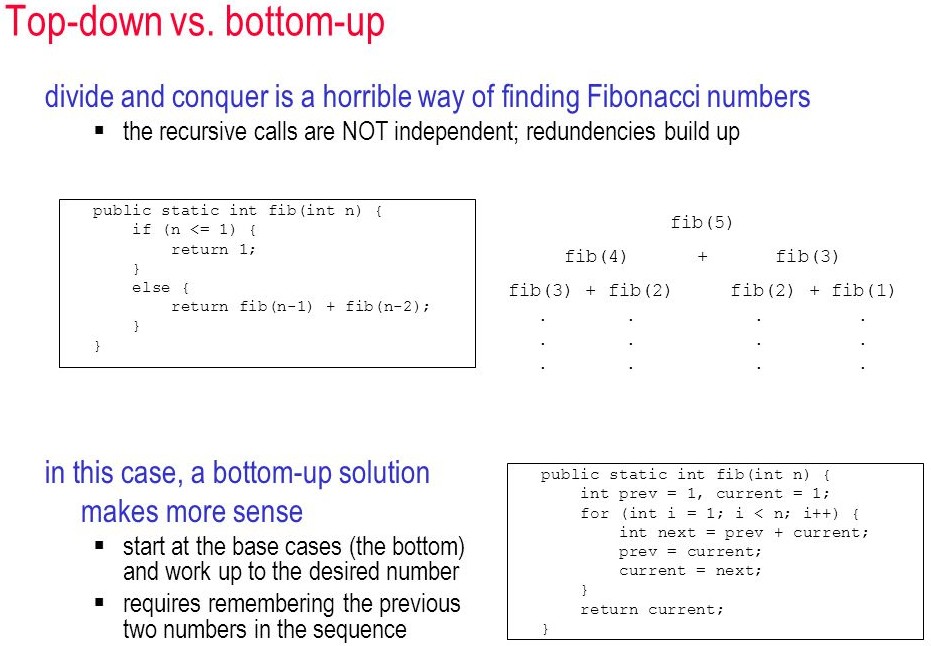 Top-down vs. bottom-up
divide and conquer is a horrible way of finding Fibonacci numbers
▪ the recursive calls are NOT independent; redundencies build up
public static int fib(int n) {
    if (n <= 1) {
        return 1;
    }
    else {
        return fib(n-1) + fib(n-2);
    }
}
fib(5)
fib(4) + fib(3)
fib(3) + fib(2) fib(2) + fib(1)
. . . .
. . . .
. . . .
in this case, a bottom-up solution
makes more sense
▪ start at the base cases (the bottom)
and work up to the desired number
▪ requires remembering the previous
two numbers in the sequence
public static int fib(int n) {
    int prev = 1, current = 1;
    for (int i = 1; i < n; i++) {
        int next = prev + current;
        prev = current;
        current = next;
    }
    return current;
}